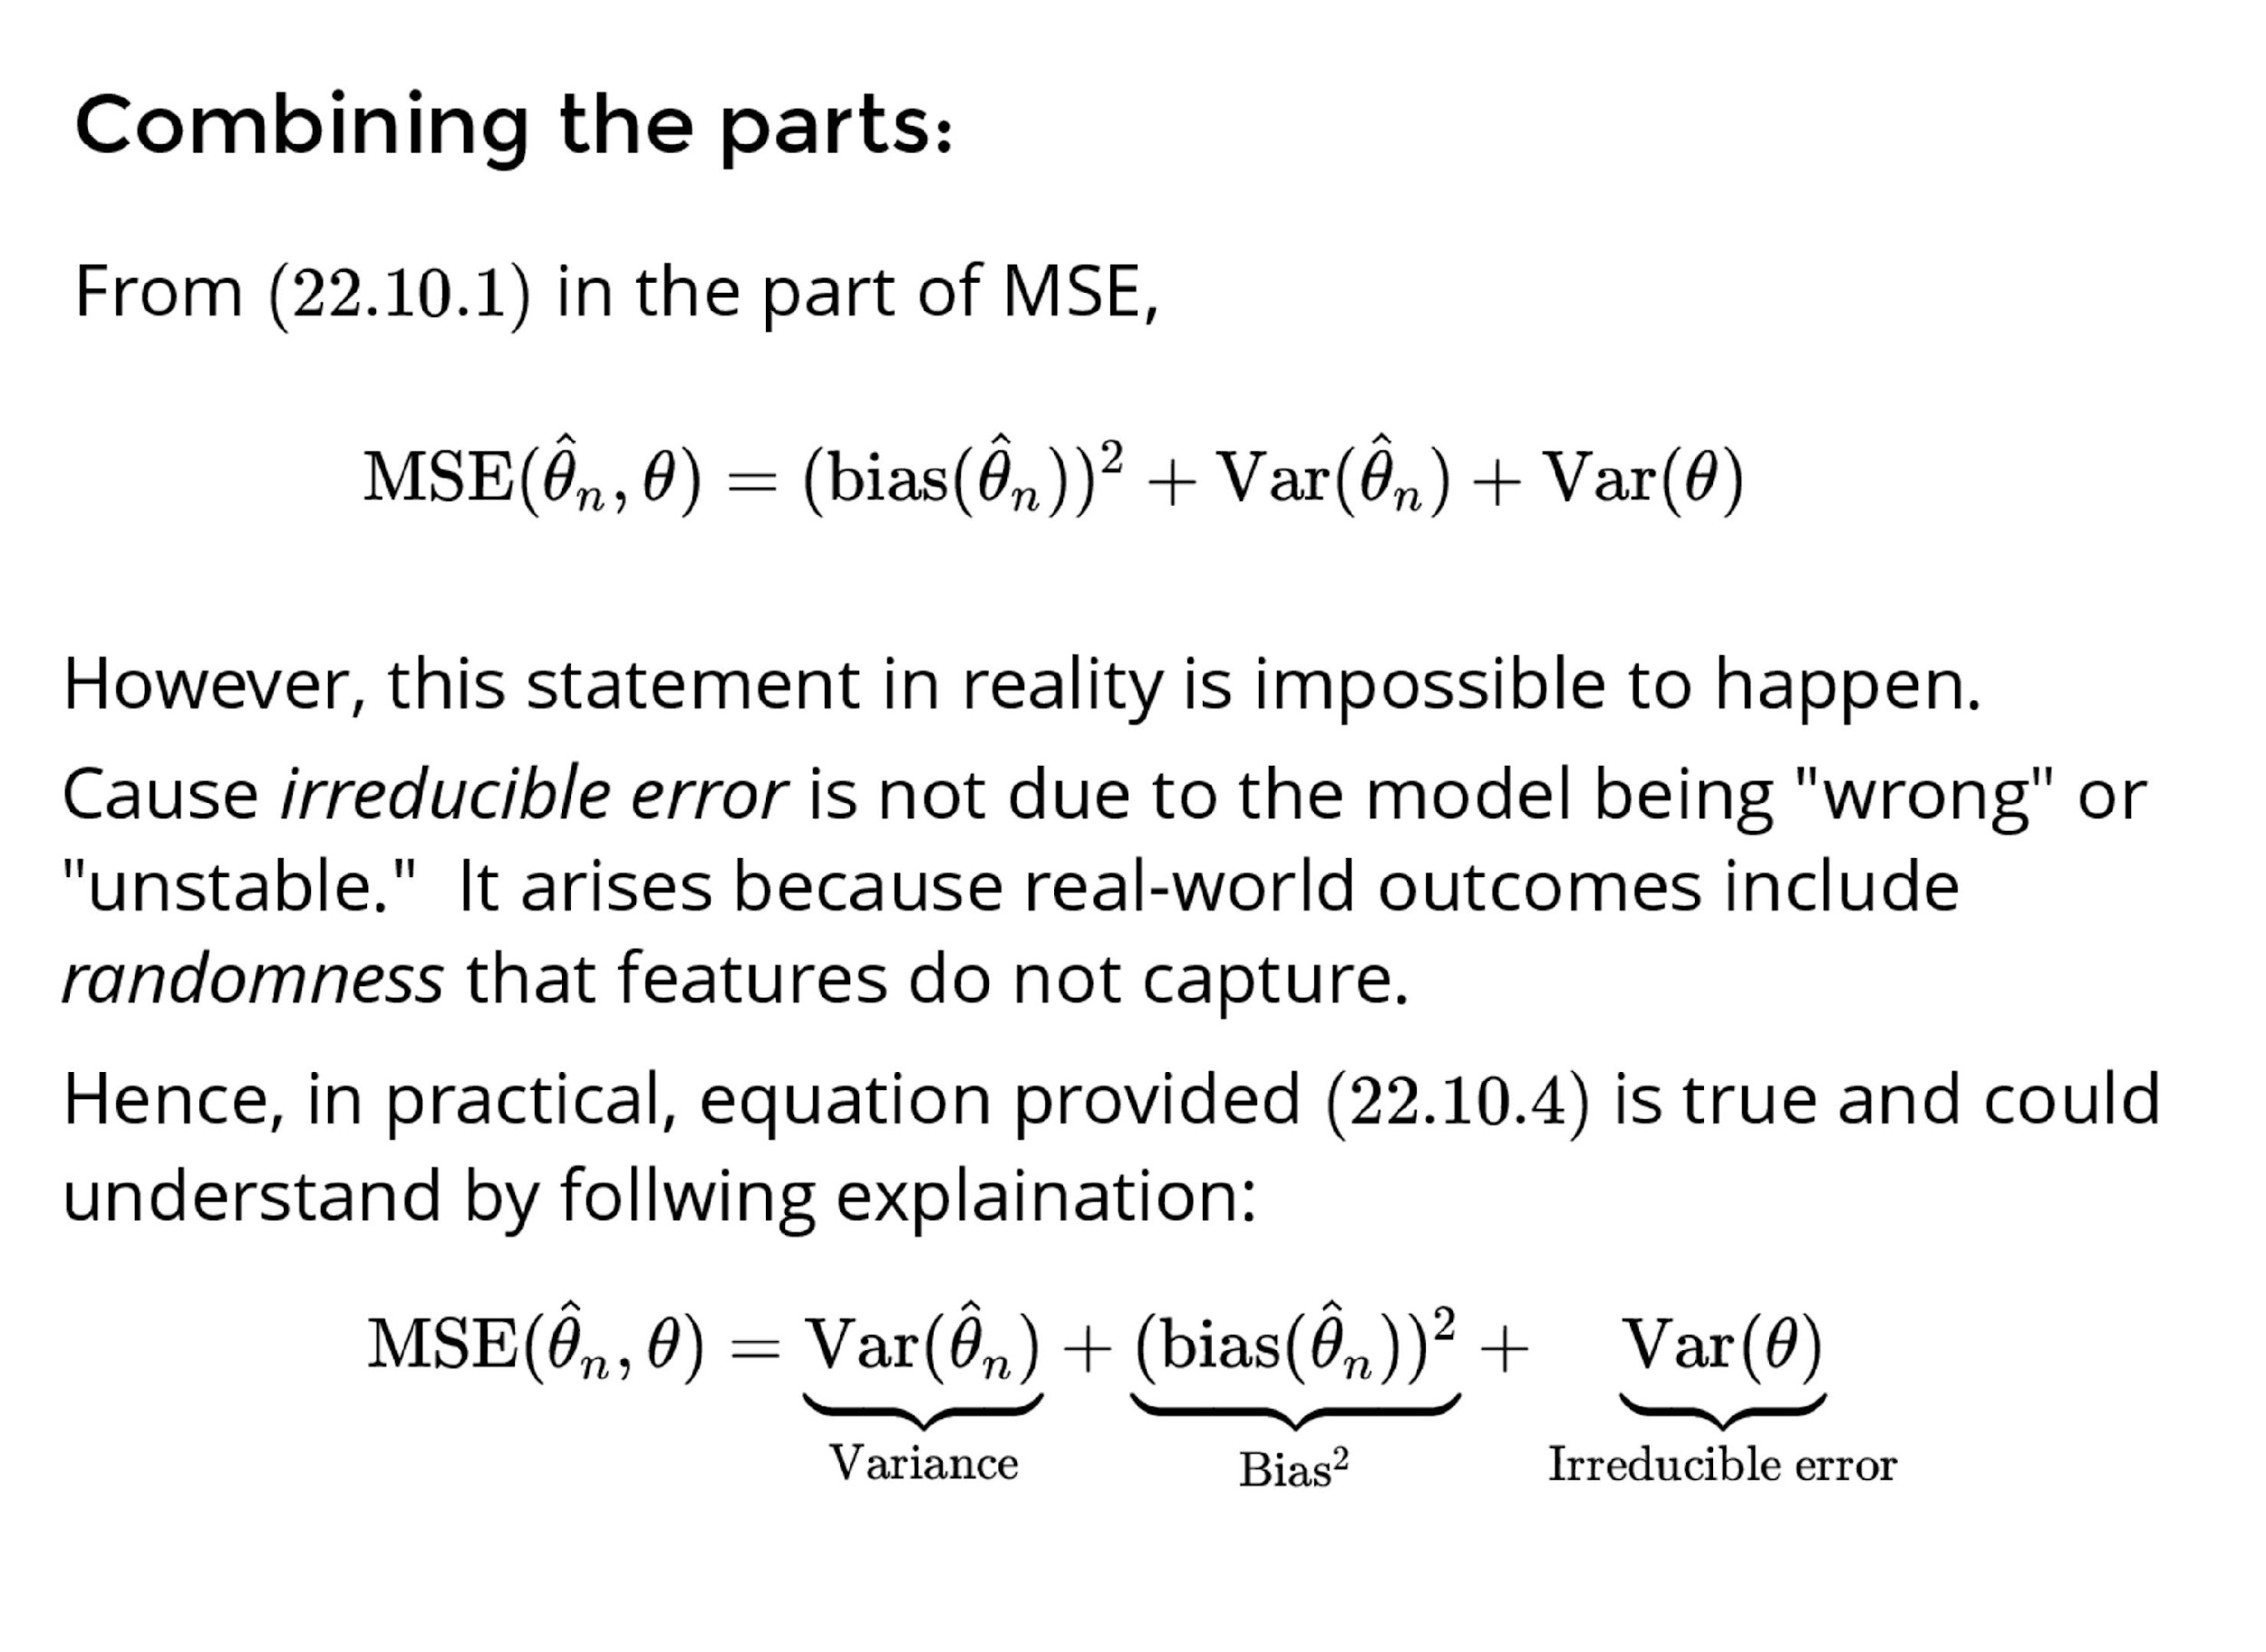 Combining the parts:
From (22.10.1) in the part of MSE,
MSE(θ̂ₙ, θ) = (bias(θ̂ₙ))² + Var(θ̂ₙ) + Var(θ)
However, this statement in reality is impossible to happen.
Cause irreducible error is not due to the model being "wrong" or
"unstable."  It arises because real-world outcomes include
randomness that features do not capture.
Hence, in practical, equation provided (22.10.4) is true and could
understand by follwing explaination:
MSE(θ̂ₙ, θ) = Var(θ̂ₙ) + (bias(θ̂ₙ))² + Var(θ)
Variance Bias² Irreducible error